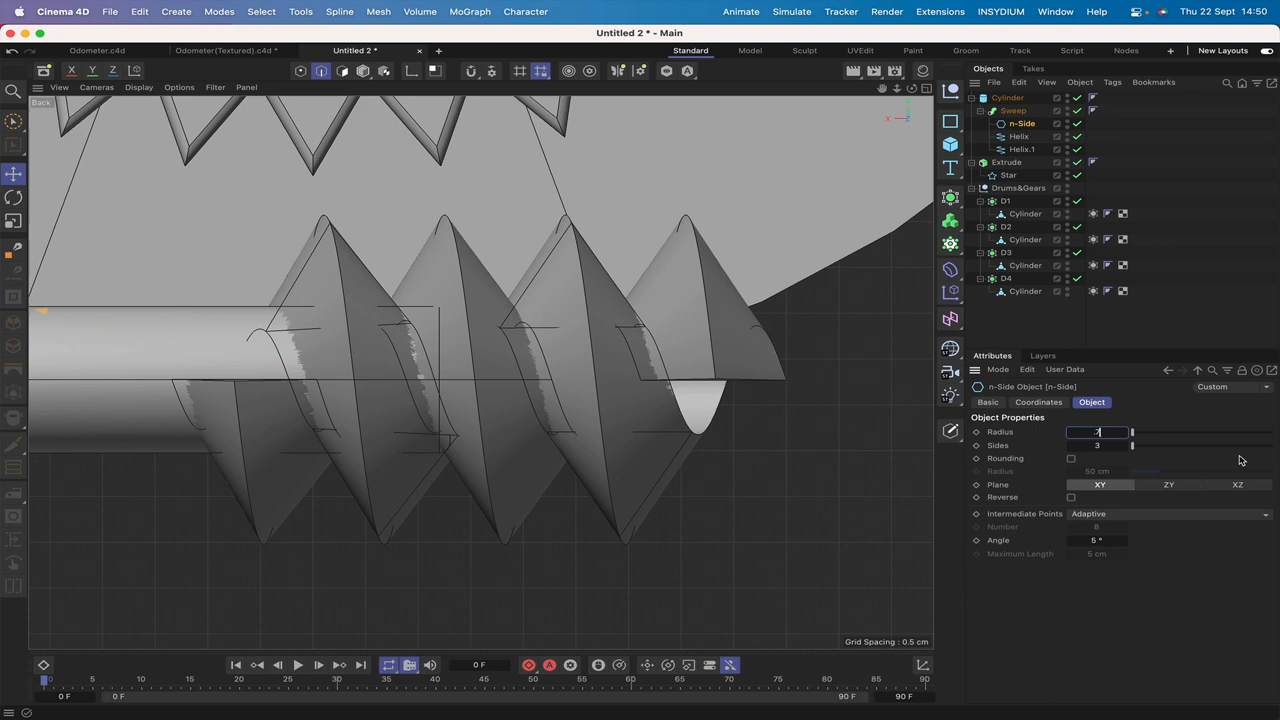 Cinema 4D File Edit Create Modes Select Tools Spline Mesh Volume MoGraph Character Animate Simulate Tracker Render Extensions INSYDIUM Window Help Thu 22 Sept 14:50
Untitled 2 * - Main
Odometer.c4d Odometer(Textured).c4d * Untitled 2 * × + Standard Model Sculpt UVEdit Paint Groom Track Script Nodes + New Layouts
X Y Z Objects Takes
View Cameras Display Options Filter Panel File Edit View Object Tags Bookmarks
Back
Cylinder
Sweep
X
n-Side
Helix
Helix.1
Extrude
Star
Drums&Gears
D1
Cylinder
D2
Cylinder
D3
Cylinder
D4
Cylinder
Attributes Layers
Mode Edit User Data
n-Side Object [n-Side] Custom
Basic Coordinates Object
Object Properties
Radius .7
Sides 3
Rounding
Radius 50 cm
Plane XY ZY XZ
Reverse
Intermediate Points Adaptive
Number 8
Angle 5 °
Maximum Length 5 cm
Grid Spacing : 0.5 cm
0 F
0 5 10 15 20 25 30 35 40 45 50 55 60 65 70 75 80 85 90
0 F 0 F 90 F 90 F